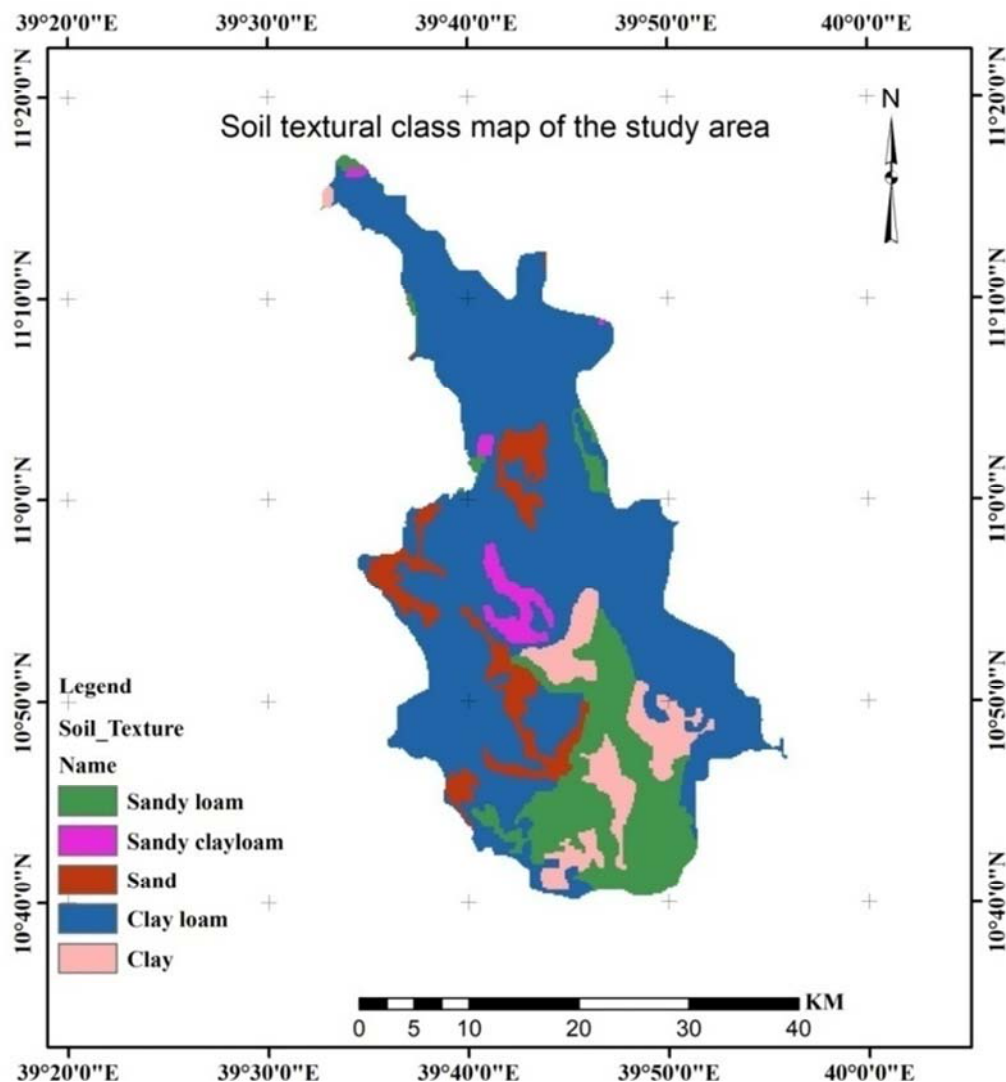 39°20'0"E 39°30'0"E 39°40'0"E 39°50'0"E 40°0'0"E
11°20'0"N 11°20'0"N
N
Soil textural class map of the study area
11°10'0"N 11°10'0"N
11°0'0"N 11°0'0"N
10°50'0"N 10°50'0"N
Legend
Soil_Texture
Name
Sandy loam
Sandy clayloam
Sand
Clay loam
Clay
10°40'0"N 10°40'0"N
KM
0 5 10 20 30 40
39°20'0"E 39°30'0"E 39°40'0"E 39°50'0"E 40°0'0"E